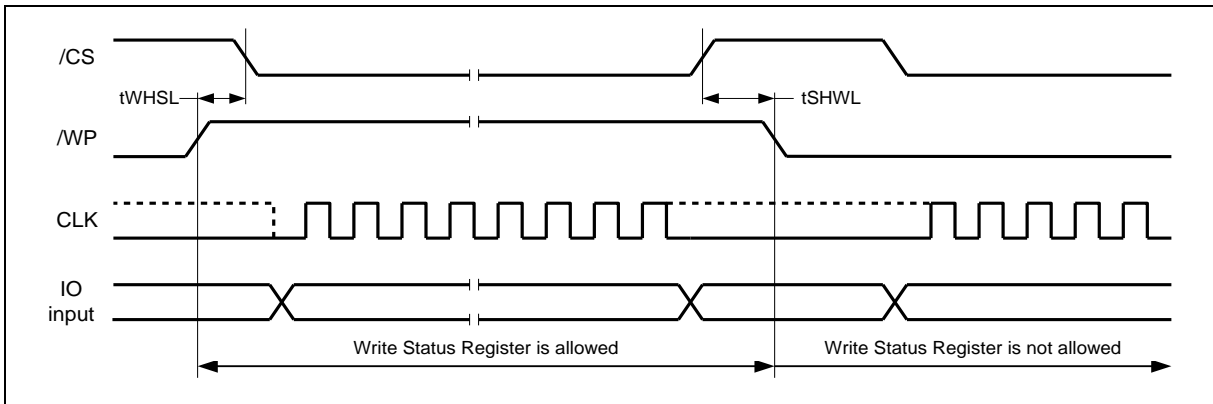 /CS
tWHSL
tSHWL
/WP
CLK
IO
input
Write Status Register is allowed
Write Status Register is not allowed